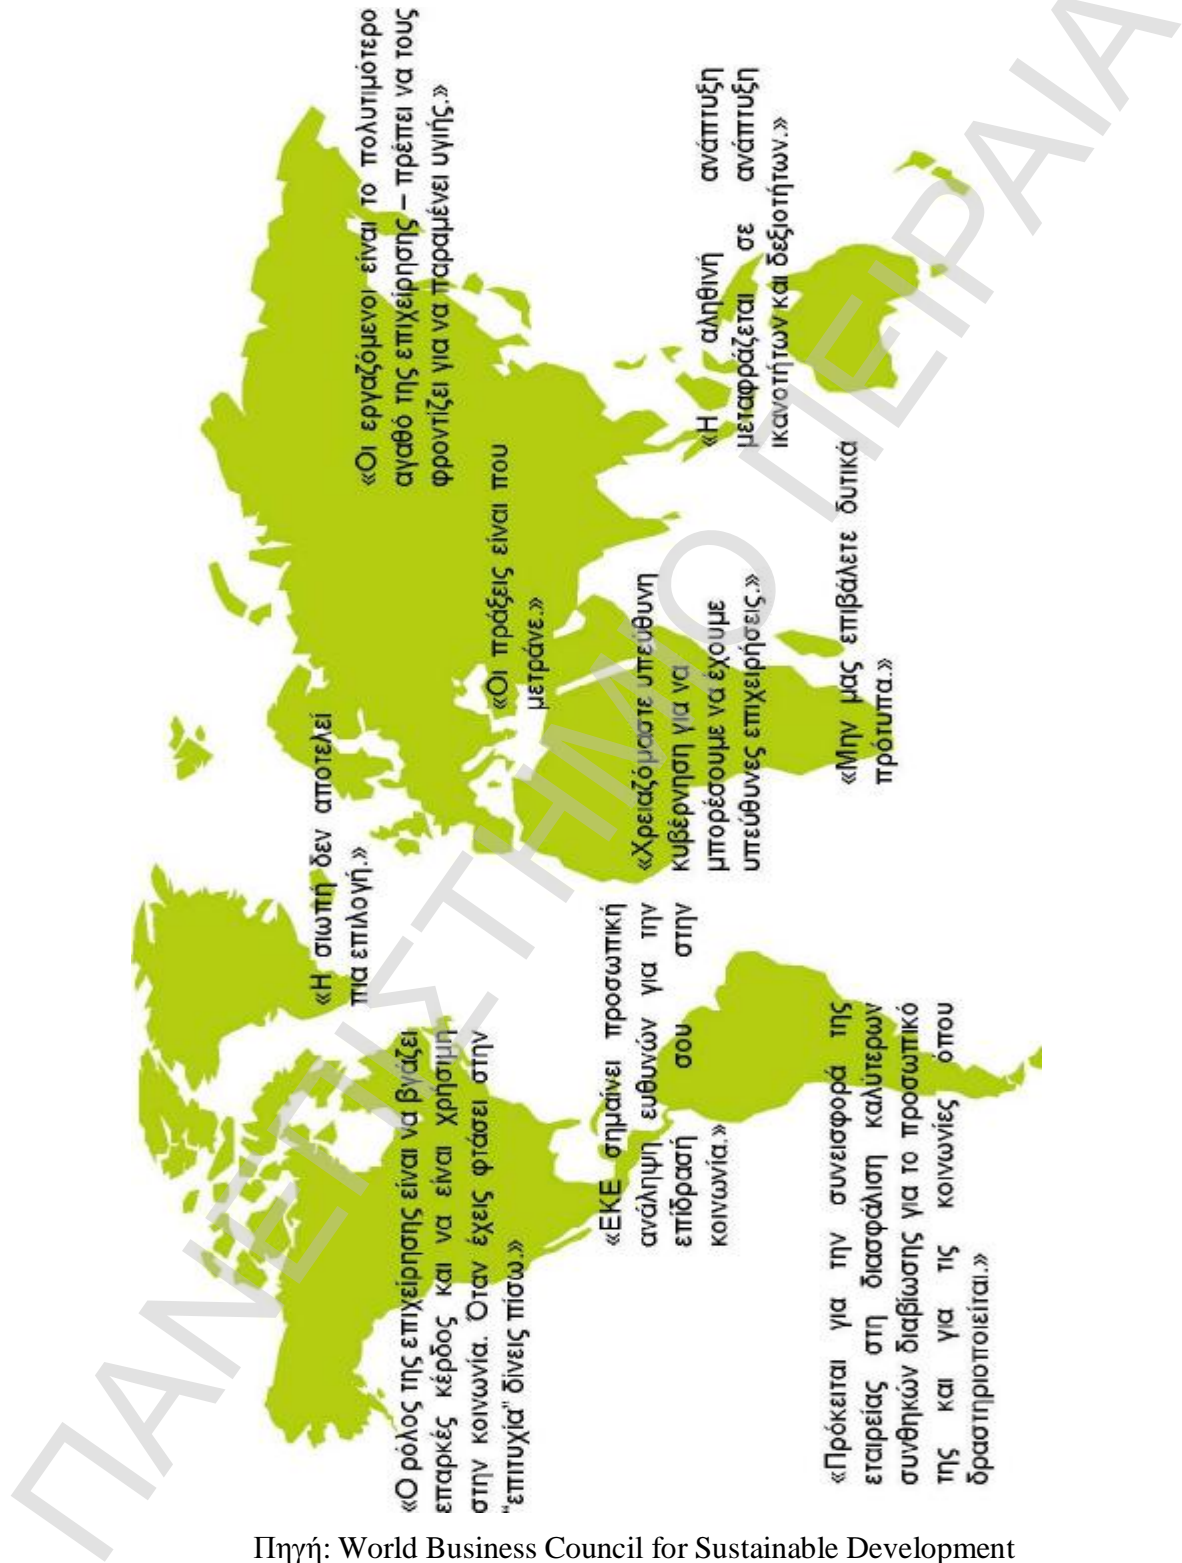 «Ο ρόλος της επιχείρησης είναι να βγάζει
επαρκές κέρδος και να είναι χρήσιμη
στην κοινωνία. Όταν έχεις φτάσει στην
"επιτυχία" δίνεις πίσω.»
«Η σιωπή δεν αποτελεί
πια επιλογή.»
«Οι εργαζόμενοι είναι το πολυτιμότερο
αγαθό της επιχείρησης – πρέπει να τους
φροντίζει για να παραμένει υγιής.»
«Οι πράξεις είναι που
μετράνε.»
«ΕΚΕ σημαίνει προσωπική
ανάληψη ευθυνών για την
επίδρασή σου στην
κοινωνία.»
«Χρειαζόμαστε υπεύθυνη
κυβέρνηση για να
μπορέσουμε να έχουμε
υπεύθυνες επιχειρήσεις.»
«Η αληθινή ανάπτυξη
μεταφράζεται σε ανάπτυξη
ικανοτήτων και δεξιοτήτων.»
«Πρόκειται για την συνεισφορά της
εταιρείας στη διασφάλιση καλύτερων
συνθηκών διαβίωσης για το προσωπικό
της και για τις κοινωνίες όπου
δραστηριοποιείται.»
«Μην μας επιβάλετε δυτικά
πρότυπα.»
Πηγή: World Business Council for Sustainable Development
ΠΑΝΕΠΙΣΤΗΜΙΟ ΠΕΙΡΑΙΑ